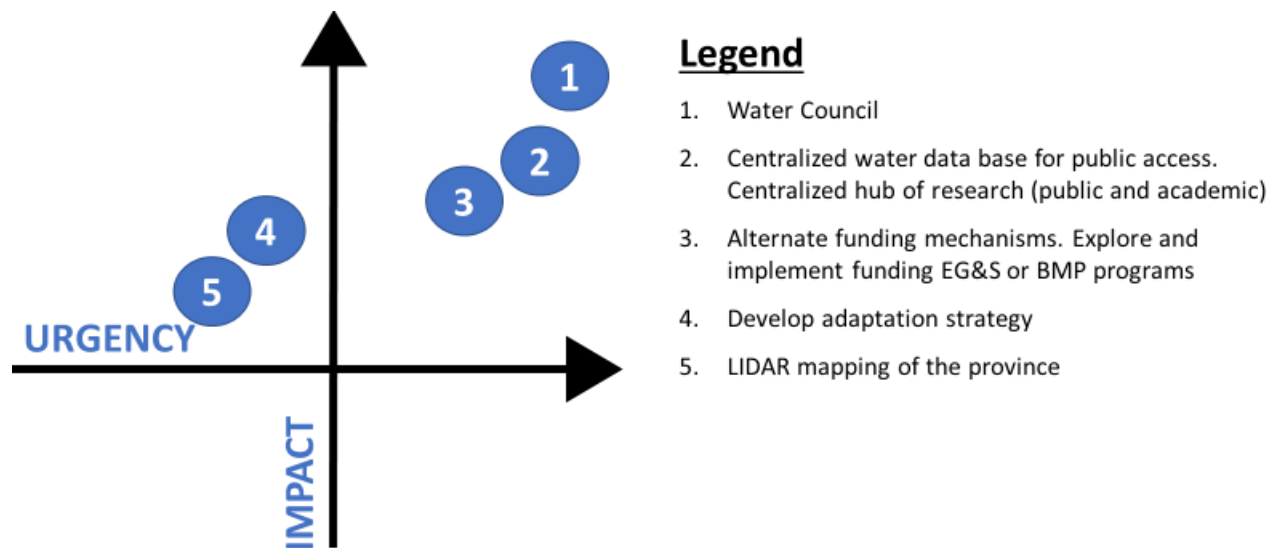 Legend
1. Water Council
2. Centralized water data base for public access.
Centralized hub of research (public and academic)
3. Alternate funding mechanisms. Explore and
implement funding EG&S or BMP programs
4. Develop adaptation strategy
5. LIDAR mapping of the province
1
2
3
4
5
URGENCY
IMPACT